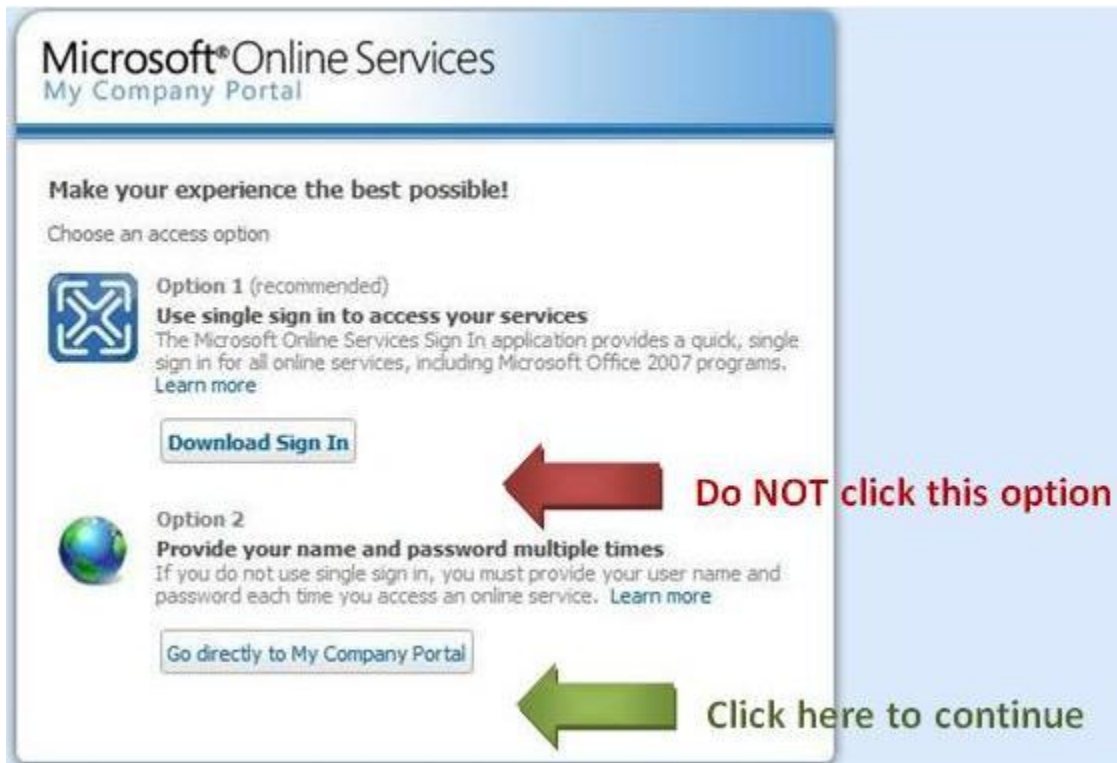 Microsoft® Online Services
My Company Portal
Make your experience the best possible!
Choose an access option
Option 1 (recommended)
Use single sign in to access your services
The Microsoft Online Services Sign In application provides a quick, single
sign in for all online services, including Microsoft Office 2007 programs.
Learn more
Download Sign In
Do NOT click this option
Option 2
Provide your name and password multiple times
If you do not use single sign in, you must provide your user name and
password each time you access an online service. Learn more
Go directly to My Company Portal
Click here to continue